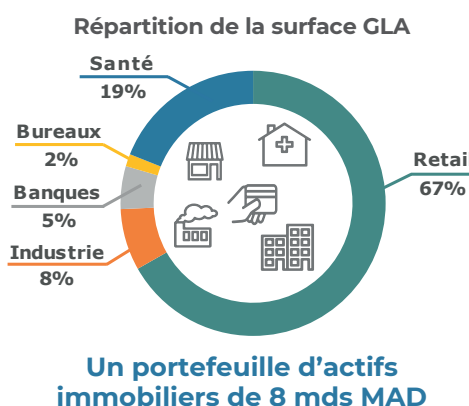 Répartition de la surface GLA
Santé
19%
Bureaux
2%
Banques
5%
Industrie
8%
Retail
67%
Un portefeuille d’actifs
immobiliers de 8 mds MAD